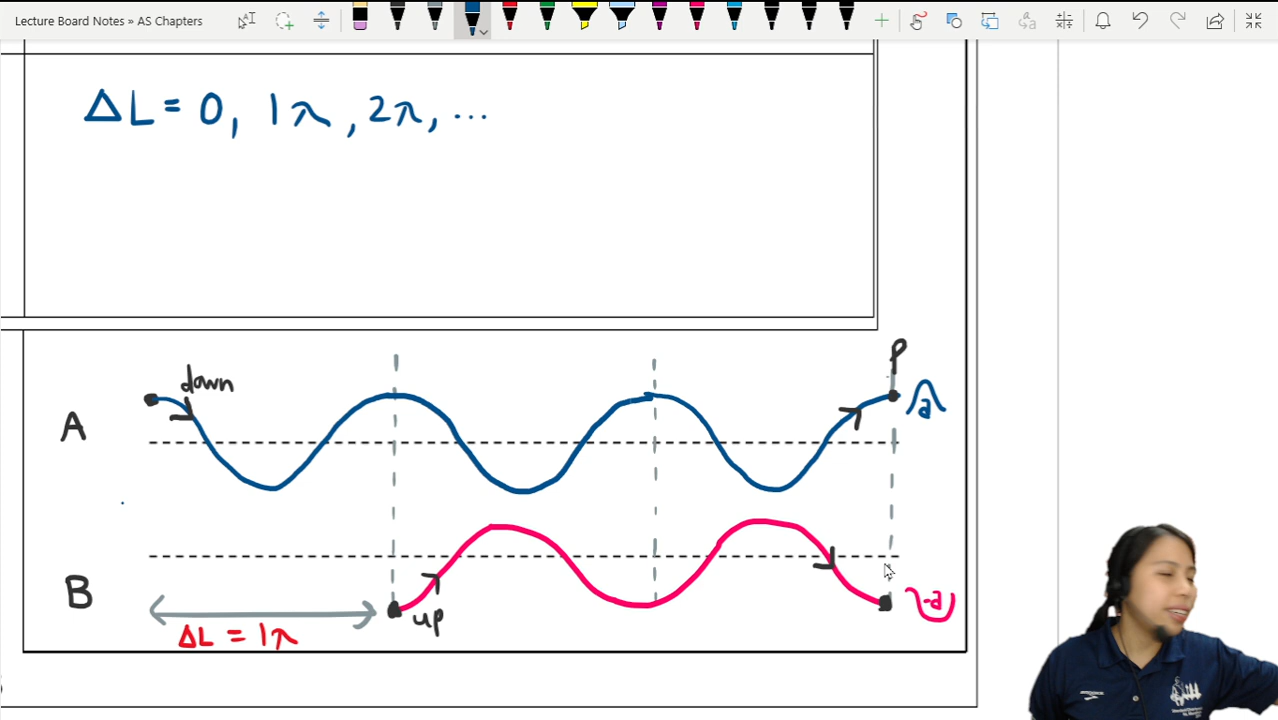 Lecture Board Notes » AS Chapters
ΔL = 0, 1λ, 2λ, ...
P
down
a
A
B
up
-a
ΔL = 1λ